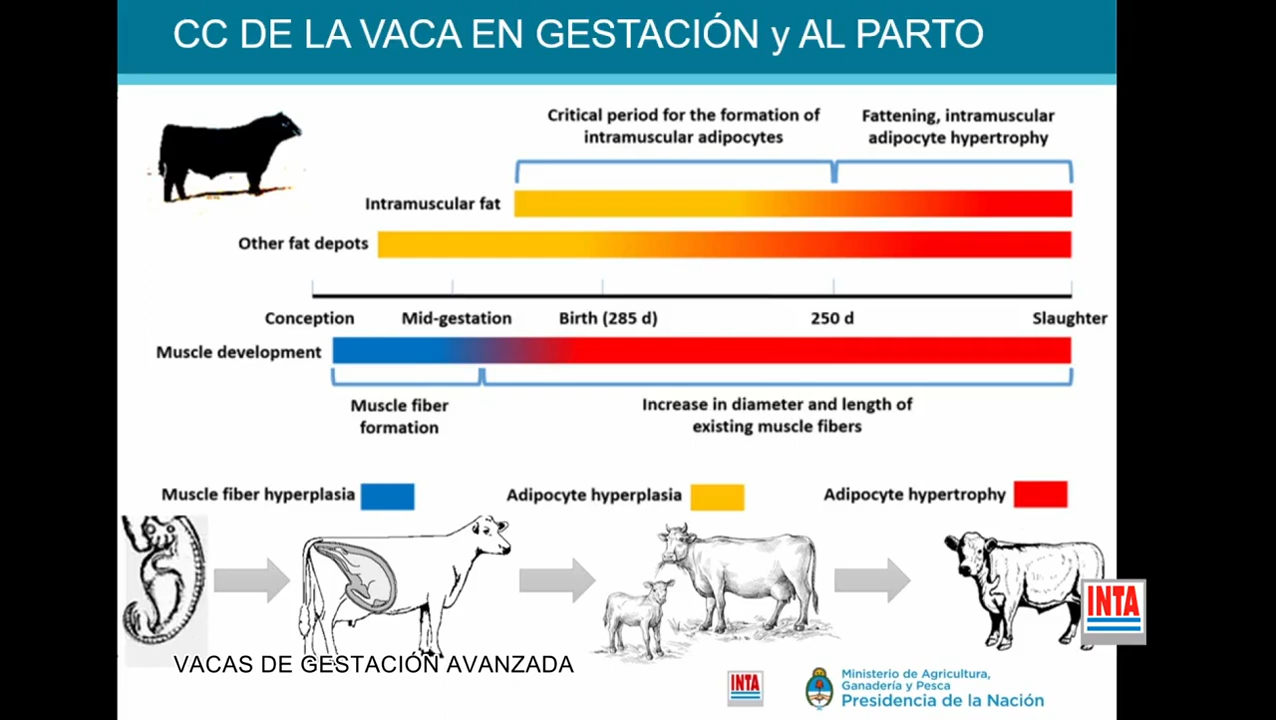 CC DE LA VACA EN GESTACIÓN y AL PARTO
Critical period for the formation of
intramuscular adipocytes
Fattening, intramuscular
adipocyte hypertrophy
Intramuscular fat
Other fat depots
Conception
Mid-gestation
Birth (285 d)
250 d
Slaughter
Muscle development
Muscle fiber
formation
Increase in diameter and length of
existing muscle fibers
Muscle fiber hyperplasia
Adipocyte hyperplasia
Adipocyte hypertrophy
INTA
VACAS DE GESTACIÓN AVANZADA
INTA
Ministerio de Agricultura,
Ganadería y Pesca
Presidencia de la Nación